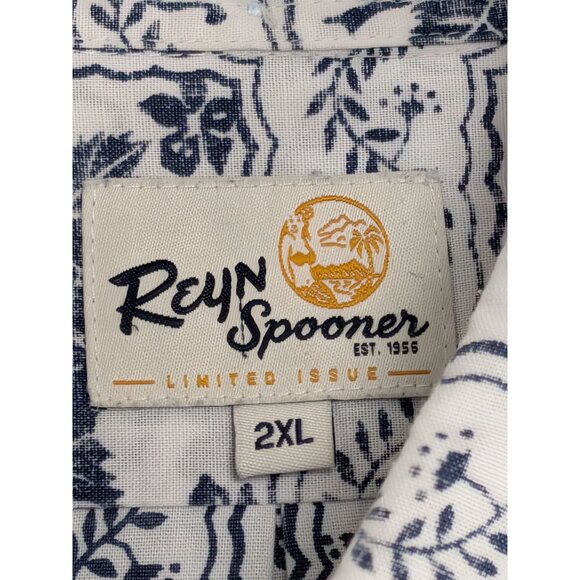 Reyn
Spooner
EST. 1956
LIMITED ISSUE
2XL